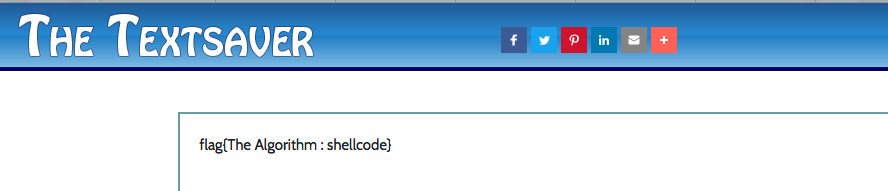 The Textsaver
flag{The Algorithm : shellcode}